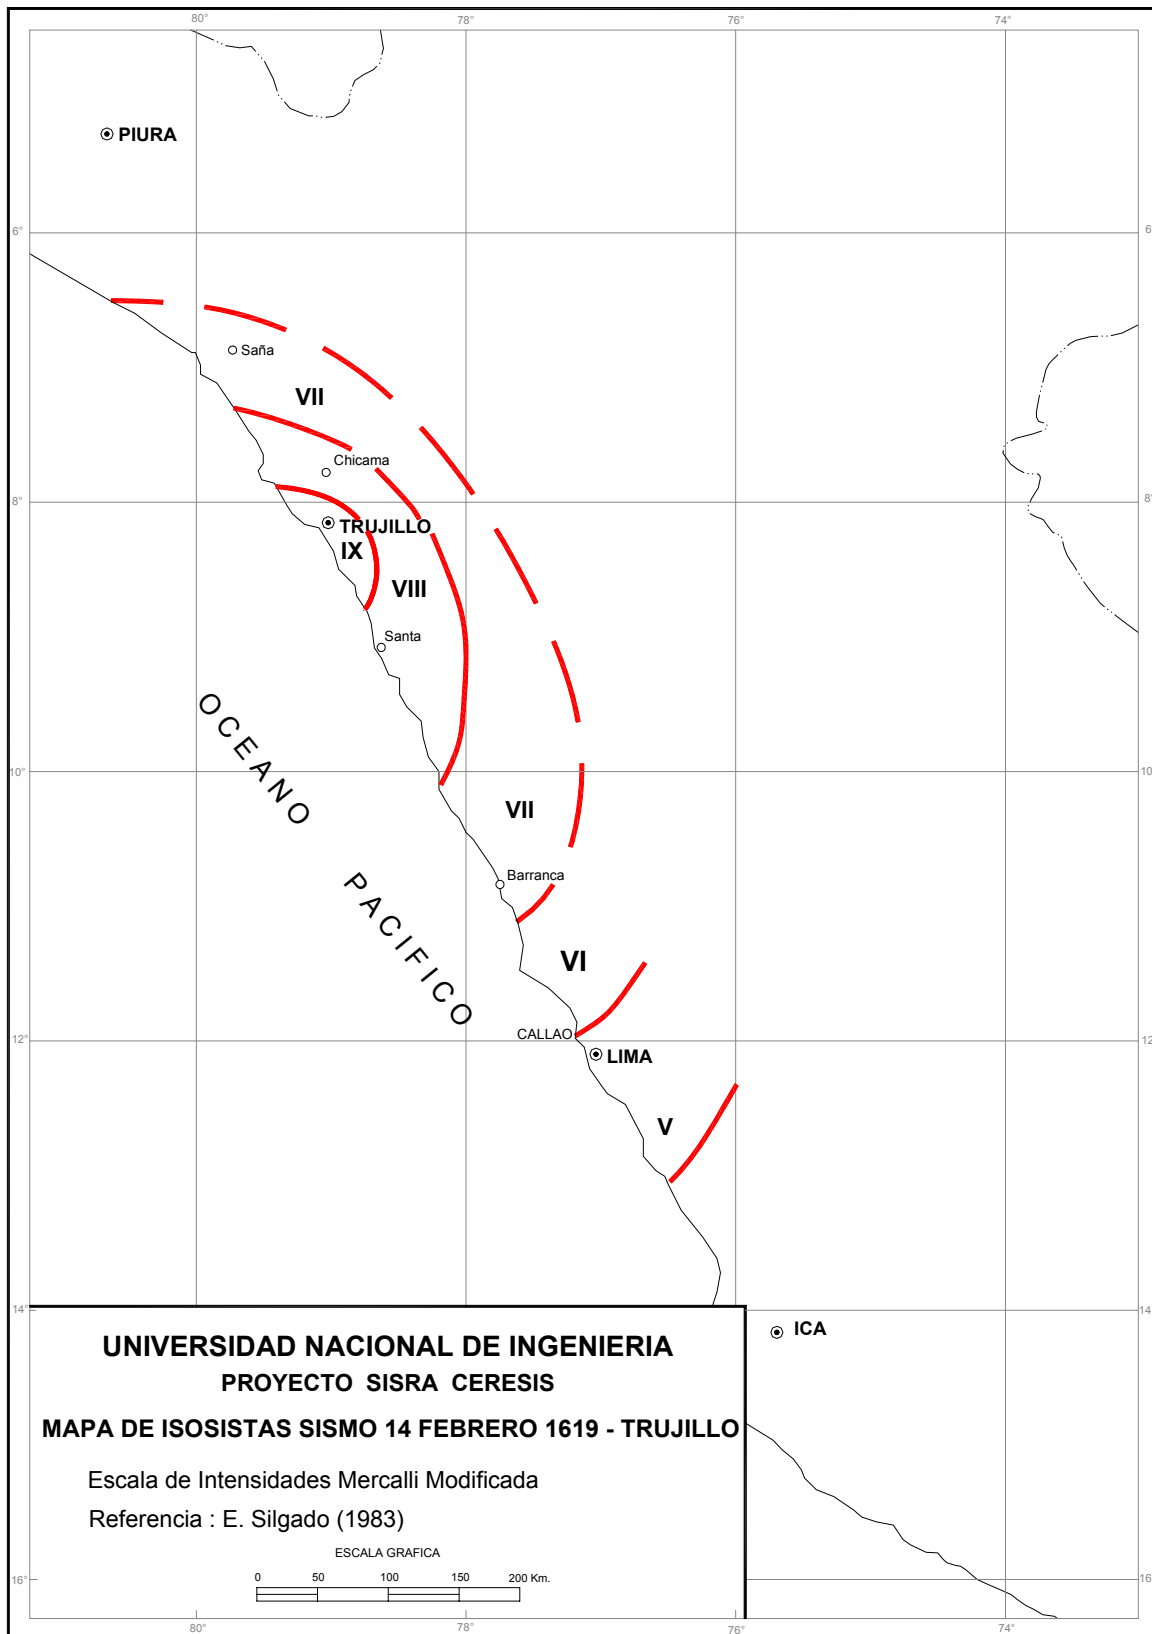 80°
78°
76°
74°
PIURA
6°
6
Saña
VII
Chicama
8°
8°
TRUJILLO
IX
VIII
Santa
OCEANO PACIFICO
10°
10
VII
Barranca
VI
12°
12
CALLAO
LIMA
V
14°
14
ICA
UNIVERSIDAD NACIONAL DE INGENIERIA
PROYECTO SISRA CERESIS
MAPA DE ISOSISTAS SISMO 14 FEBRERO 1619 - TRUJILLO
Escala de Intensidades Mercalli Modificada
Referencia : E. Silgado (1983)
ESCALA GRAFICA
0 50 100 150 200 Km.
16°
16
80°
78°
76°
74°